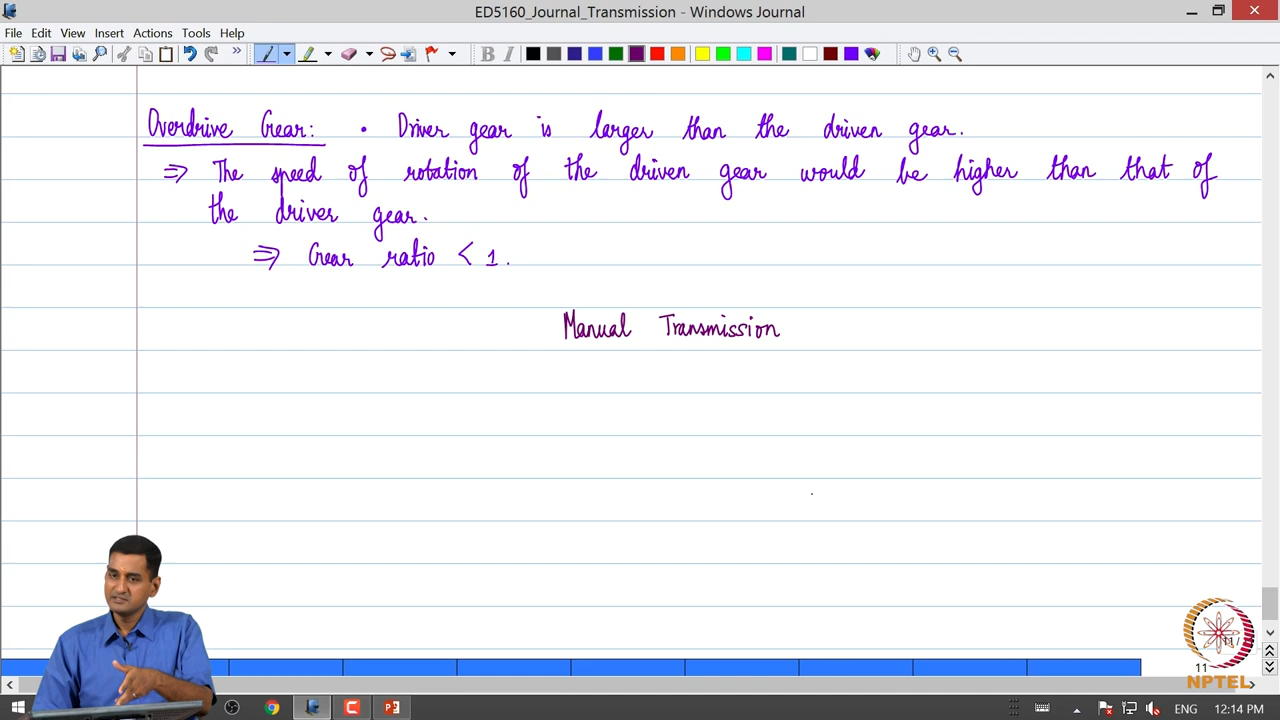 ED5160_Journal_Transmission - Windows Journal
File Edit View Insert Actions Tools Help
Overdrive Gear: • Driver gear is larger than the driven gear.
⇒ The speed of rotation of the driven gear would be higher than that of
the driver gear.
⇒ Gear ratio < 1.
Manual Transmission
11
NPTEL
ENG 12:14 PM